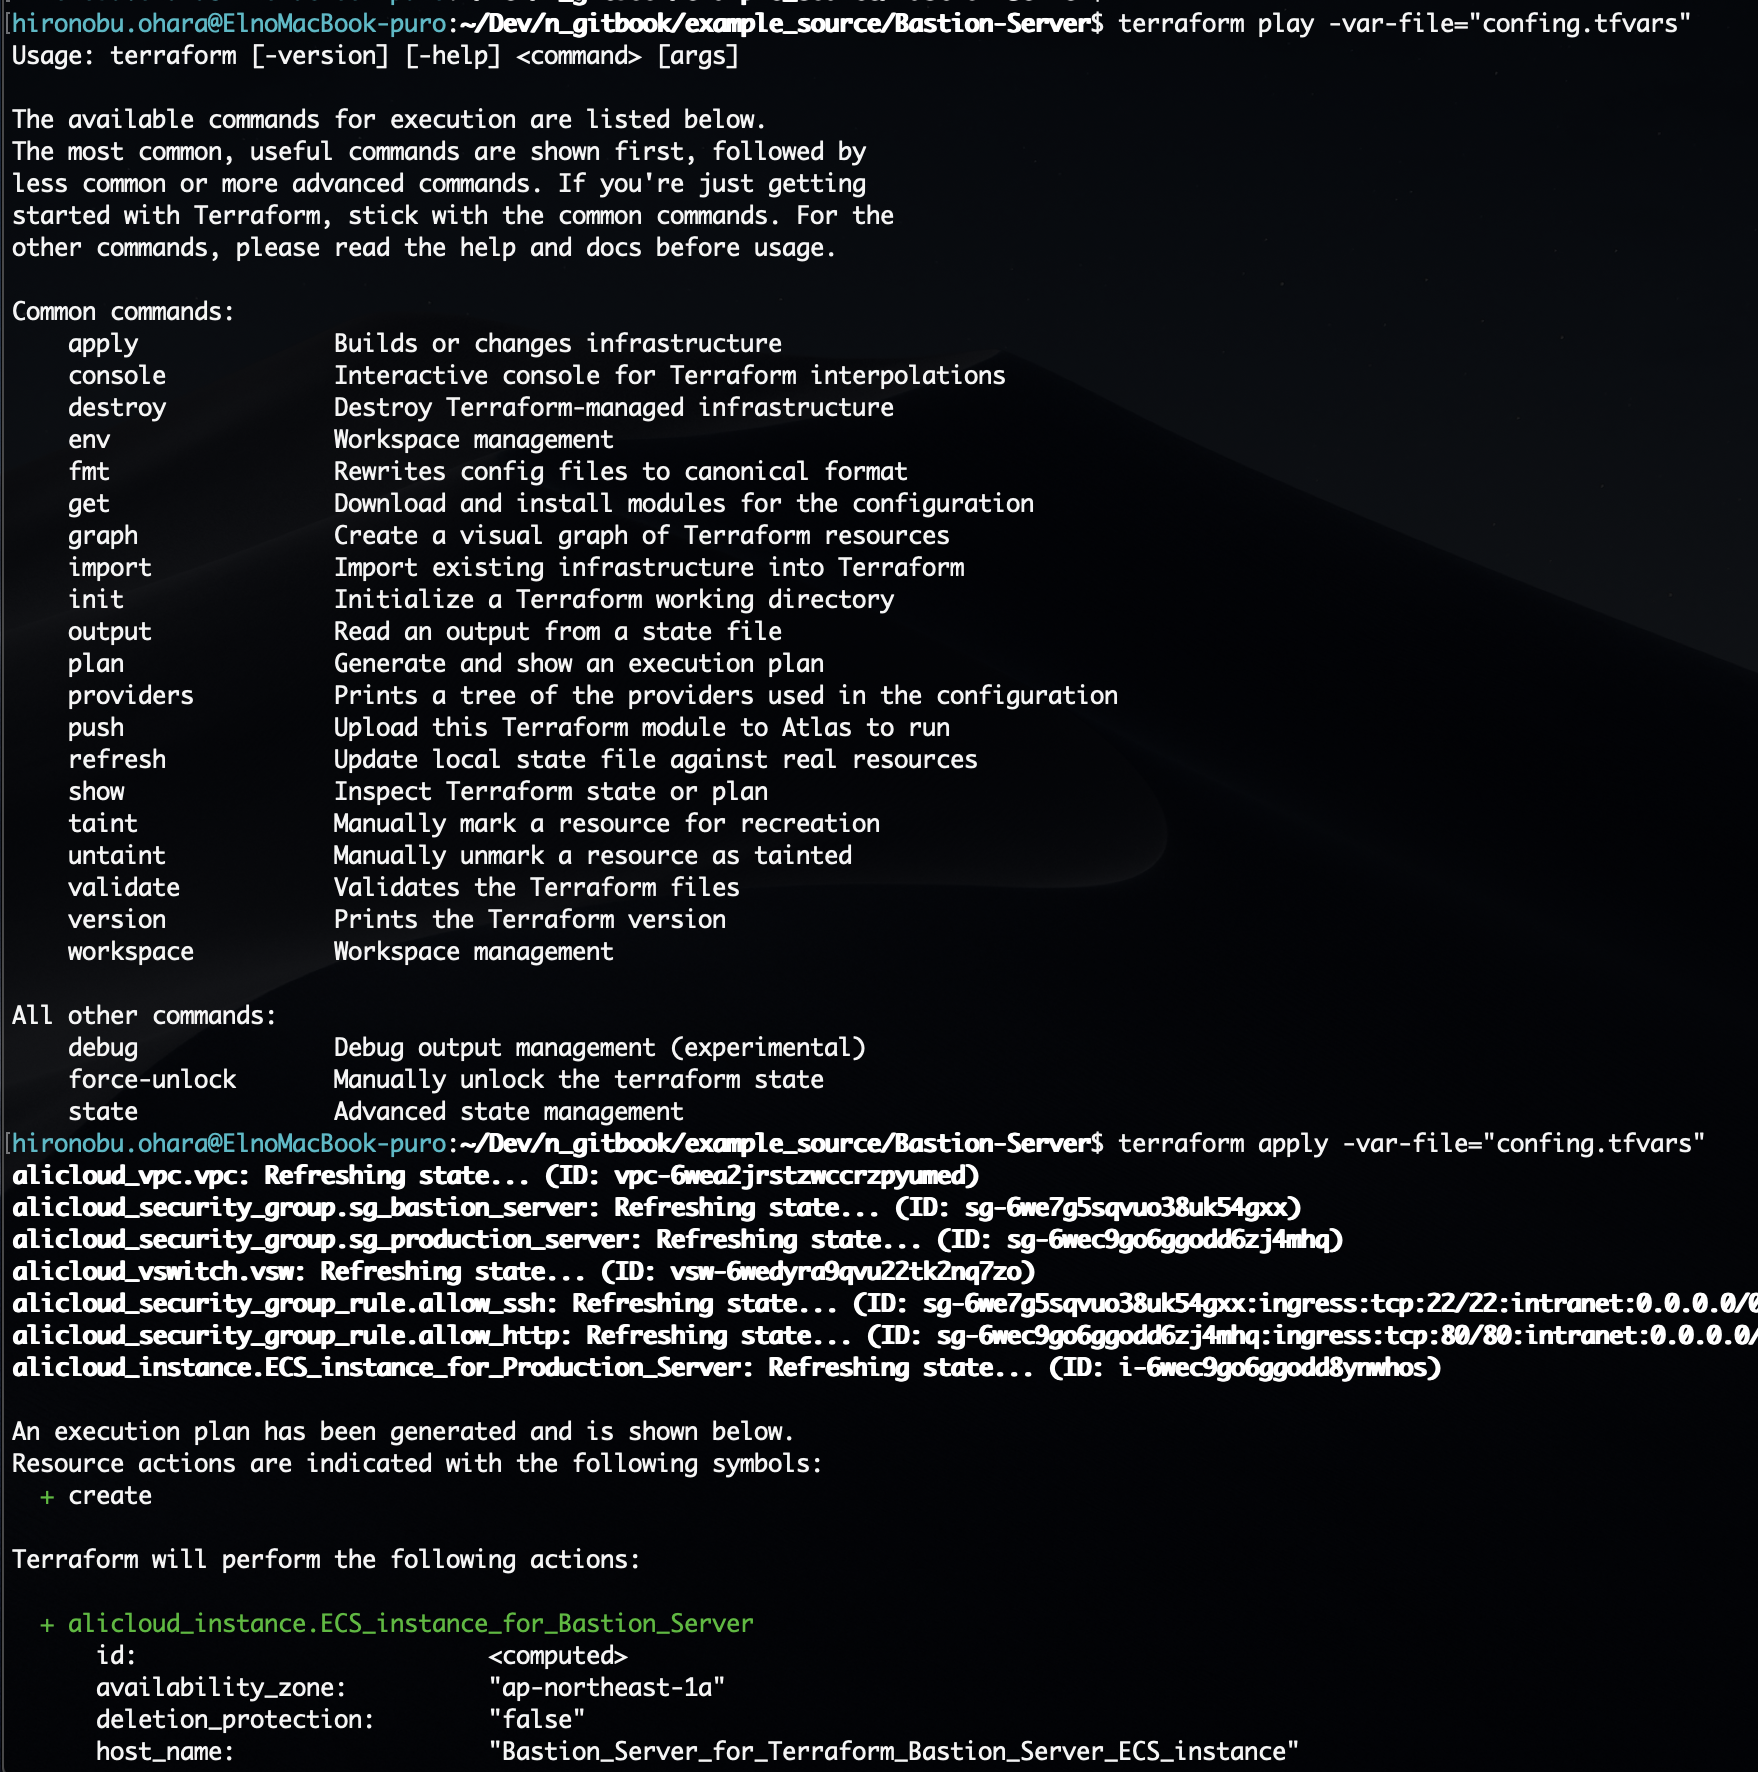 [hironobu.ohara@ElnoMacBook-puro:~/Dev/n_gitbook/example_source/Bastion-Server$ terraform play -var-file="confing.tfvars"
Usage: terraform [-version] [-help] <command> [args]

The available commands for execution are listed below.
The most common, useful commands are shown first, followed by
less common or more advanced commands. If you're just getting
started with Terraform, stick with the common commands. For the
other commands, please read the help and docs before usage.

Common commands:
    apply              Builds or changes infrastructure
    console            Interactive console for Terraform interpolations
    destroy            Destroy Terraform-managed infrastructure
    env                Workspace management
    fmt                Rewrites config files to canonical format
    get                Download and install modules for the configuration
    graph              Create a visual graph of Terraform resources
    import             Import existing infrastructure into Terraform
    init               Initialize a Terraform working directory
    output             Read an output from a state file
    plan               Generate and show an execution plan
    providers          Prints a tree of the providers used in the configuration
    push               Upload this Terraform module to Atlas to run
    refresh            Update local state file against real resources
    show               Inspect Terraform state or plan
    taint              Manually mark a resource for recreation
    untaint            Manually unmark a resource as tainted
    validate           Validates the Terraform files
    version            Prints the Terraform version
    workspace          Workspace management

All other commands:
    debug              Debug output management (experimental)
    force-unlock       Manually unlock the terraform state
    state              Advanced state management
[hironobu.ohara@ElnoMacBook-puro:~/Dev/n_gitbook/example_source/Bastion-Server$ terraform apply -var-file="confing.tfvars"
alicloud_vpc.vpc: Refreshing state... (ID: vpc-6wea2jrstzwccrzpyumed)
alicloud_security_group.sg_bastion_server: Refreshing state... (ID: sg-6we7g5sqvuo38uk54gxx)
alicloud_security_group.sg_production_server: Refreshing state... (ID: sg-6wec9go6ggodd6zj4mhq)
alicloud_vswitch.vsw: Refreshing state... (ID: vsw-6wedyra9qvu22tk2nq7zo)
alicloud_security_group_rule.allow_ssh: Refreshing state... (ID: sg-6we7g5sqvuo38uk54gxx:ingress:tcp:22/22:intranet:0.0.0.0/0
alicloud_security_group_rule.allow_http: Refreshing state... (ID: sg-6wec9go6ggodd6zj4mhq:ingress:tcp:80/80:intranet:0.0.0.0/
alicloud_instance.ECS_instance_for_Production_Server: Refreshing state... (ID: i-6wec9go6ggodd8ynwhos)

An execution plan has been generated and is shown below.
Resource actions are indicated with the following symbols:
  + create

Terraform will perform the following actions:

  + alicloud_instance.ECS_instance_for_Bastion_Server
      id:                         <computed>
      availability_zone:          "ap-northeast-1a"
      deletion_protection:        "false"
      host_name:                  "Bastion_Server_for_Terraform_Bastion_Server_ECS_instance"